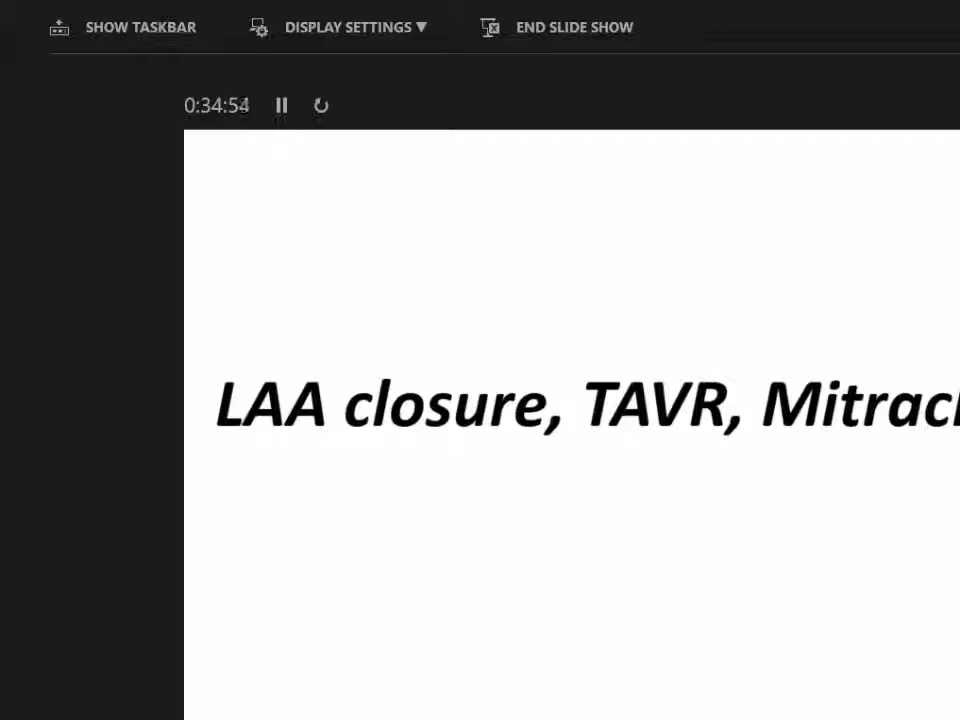 SHOW TASKBAR DISPLAY SETTINGS ▼ END SLIDE SHOW
0:34:54
LAA closure, TAVR,